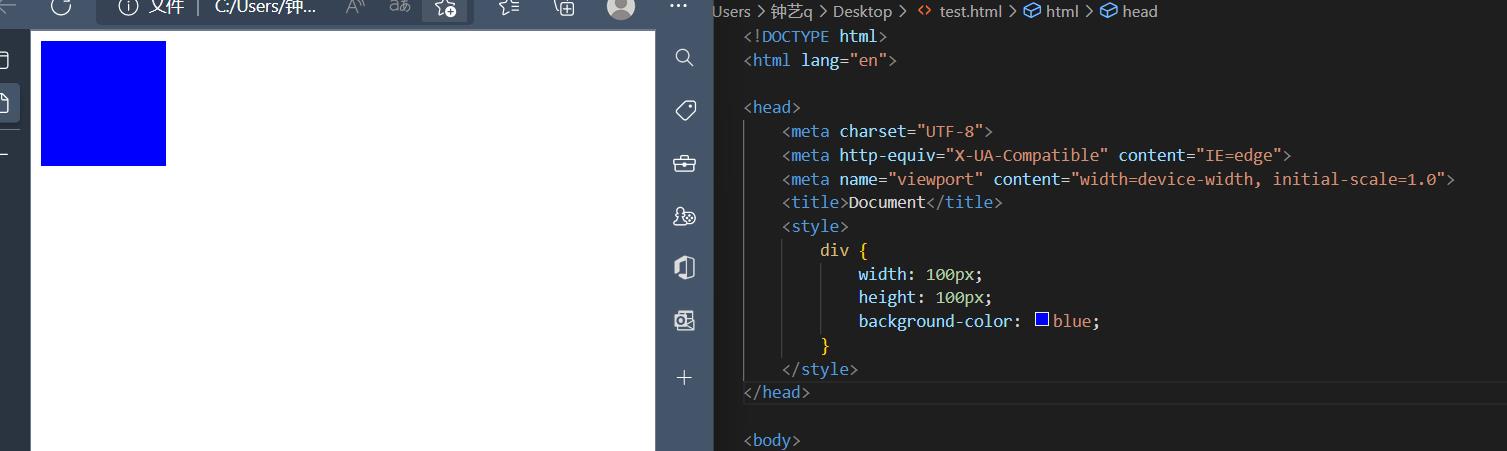 文件 | C:/Users/钟... A aあ
Users > 钟艺q > Desktop > <> test.html > html > head
<!DOCTYPE html>
<html lang="en">
<head>
<meta charset="UTF-8">
<meta http-equiv="X-UA-Compatible" content="IE=edge">
<meta name="viewport" content="width=device-width, initial-scale=1.0">
<title>Document</title>
<style>
div {
width: 100px;
height: 100px;
background-color: blue;
}
</style>
</head>
<body>